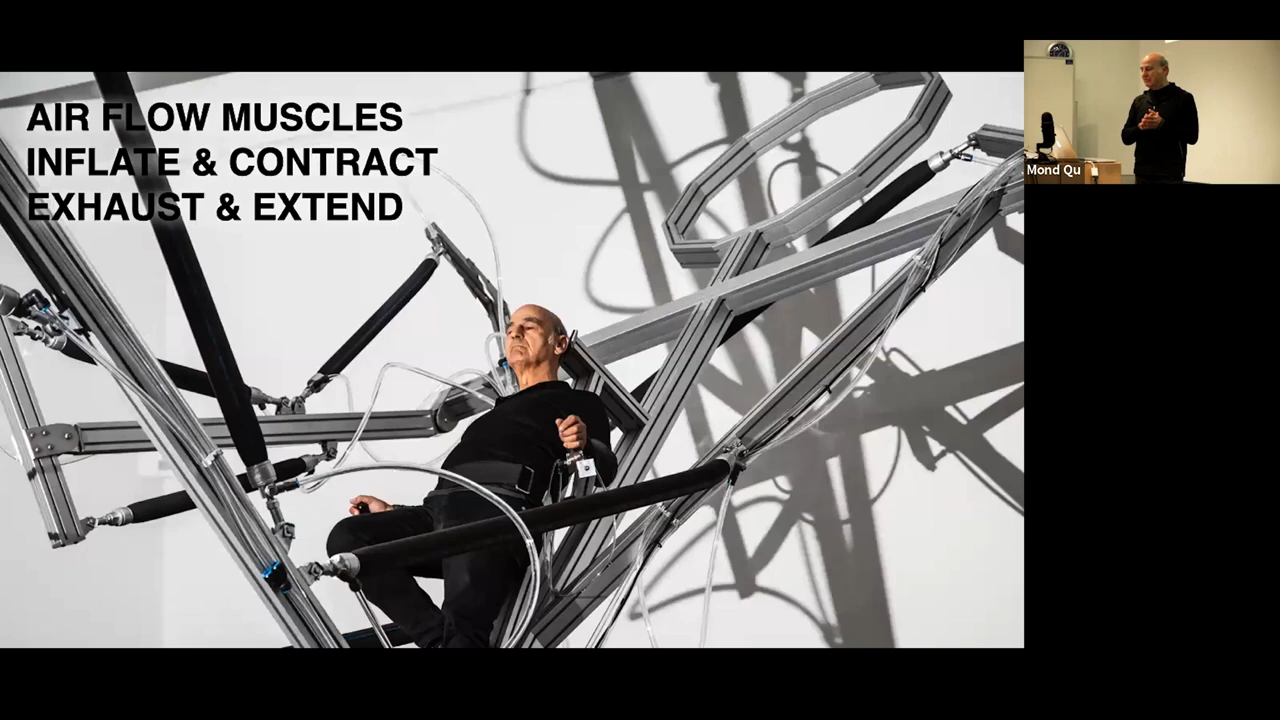 AIR FLOW MUSCLES
INFLATE & CONTRACT
EXHAUST & EXTEND
Mond Qu